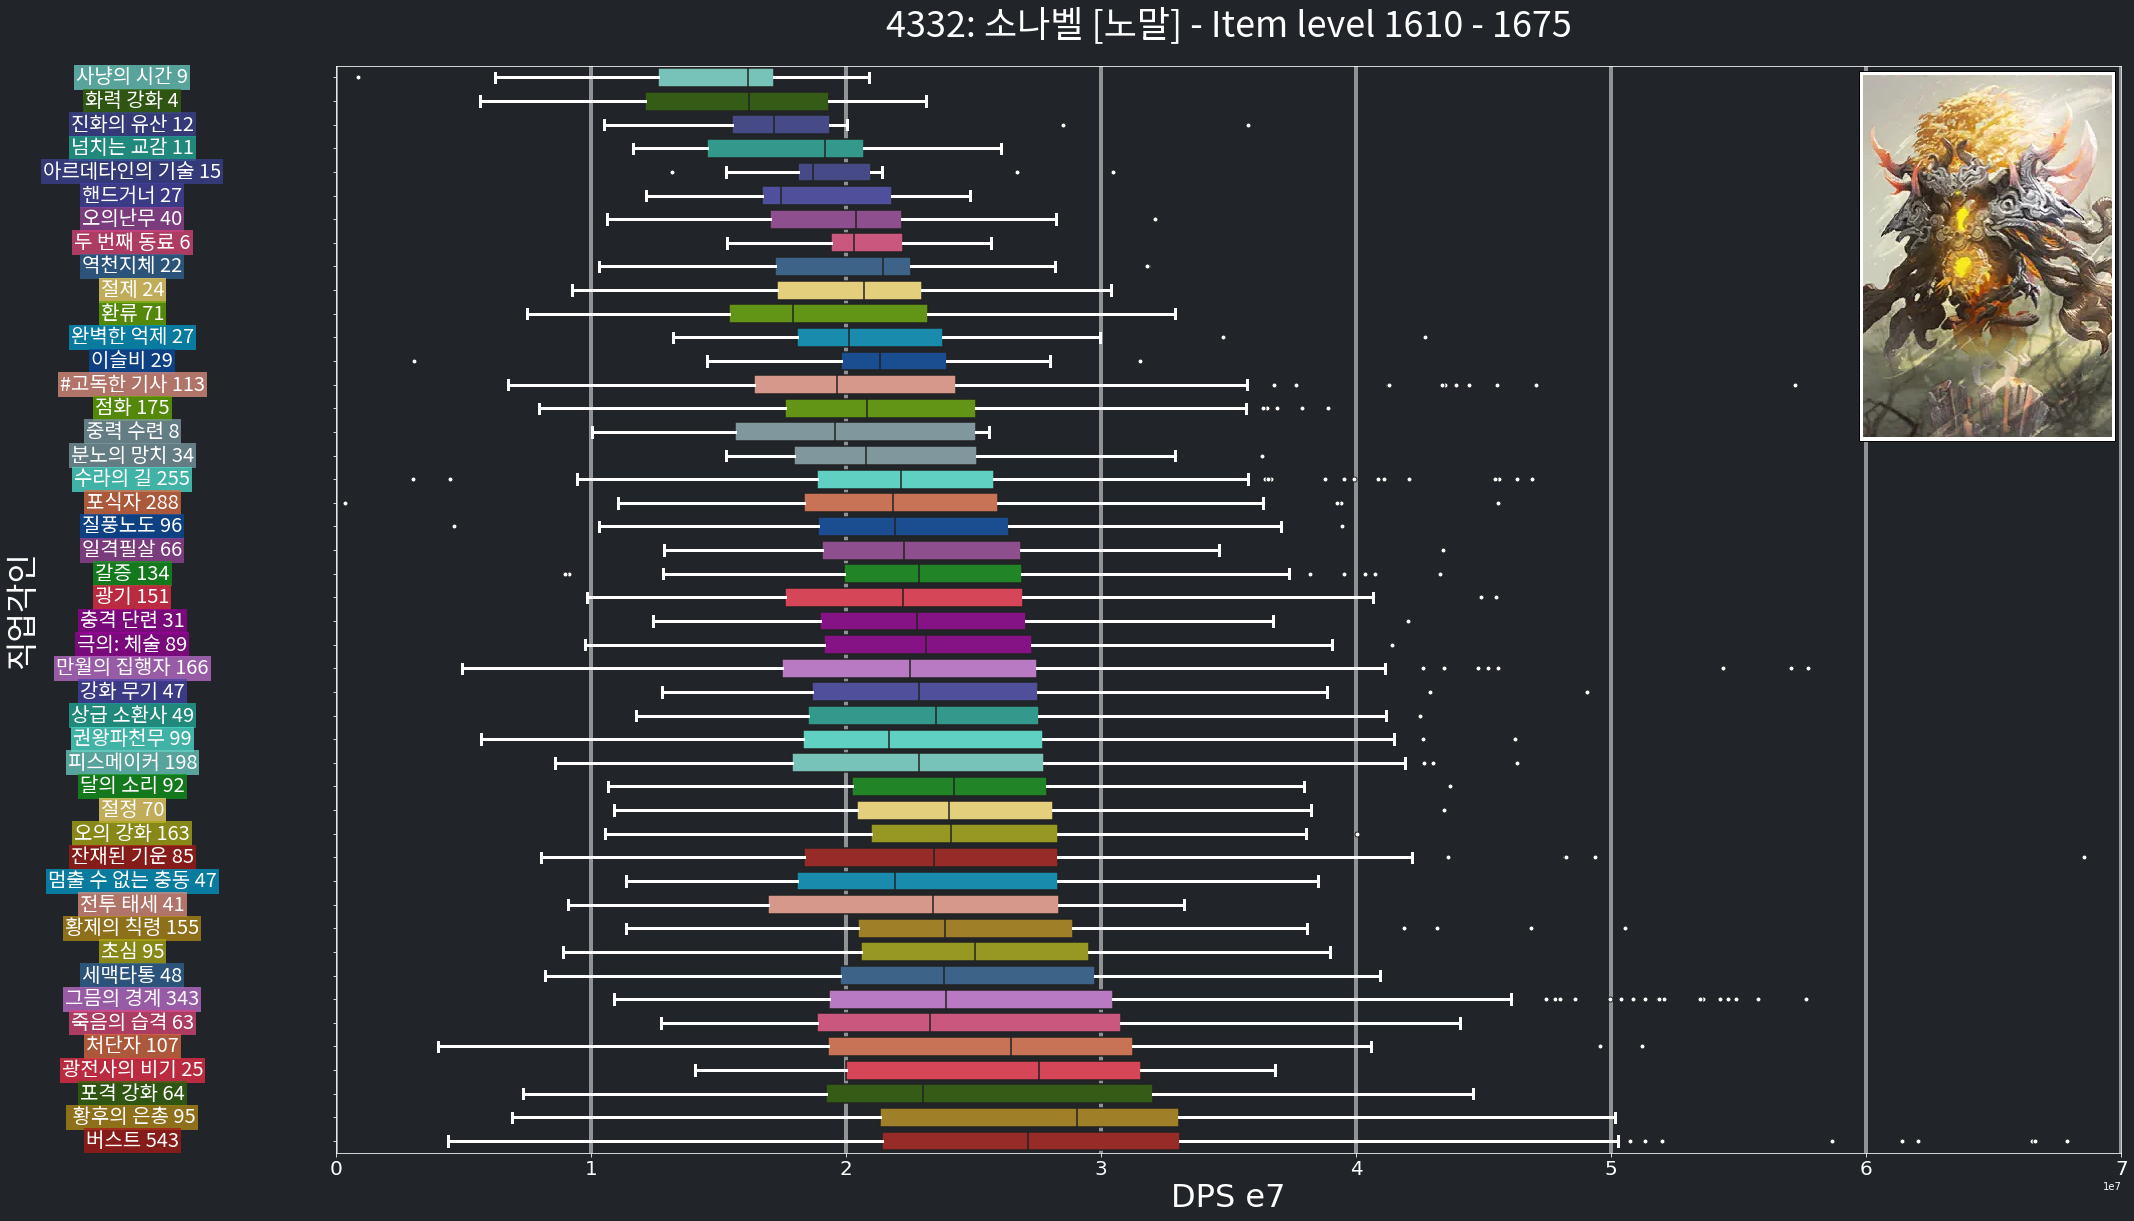 4332: 소나벨 [노말] - Item level 1610 - 1675
사냥의 시간 9
화력 강화 4
진화의 유산 12
넘치는 교감 11
아르데타인의 기술 15
핸드거너 27
오의난무 40
두 번째 동료 6
역천지체 22
절제 24
환류 71
완벽한 억제 27
이슬비 29
#고독한 기사 113
점화 175
중력 수련 8
분노의 망치 34
수라의 길 255
포식자 288
질풍노도 96
일격필살 66
갈증 134
광기 151
충격 단련 31
극의: 체술 89
만월의 집행자 166
강화 무기 47
상급 소환사 49
권왕파천무 99
피스메이커 198
달의 소리 92
절정 70
오의 강화 163
잔재된 기운 85
멈출 수 없는 충동 47
전투 태세 41
황제의 칙령 155
초심 95
세맥타통 48
그믐의 경계 343
죽음의 습격 63
처단자 107
광전사의 비기 25
포격 강화 64
황후의 은총 95
버스트 543
직업각인
0 1 2 3 4 5 6 7
1e7
DPS e7